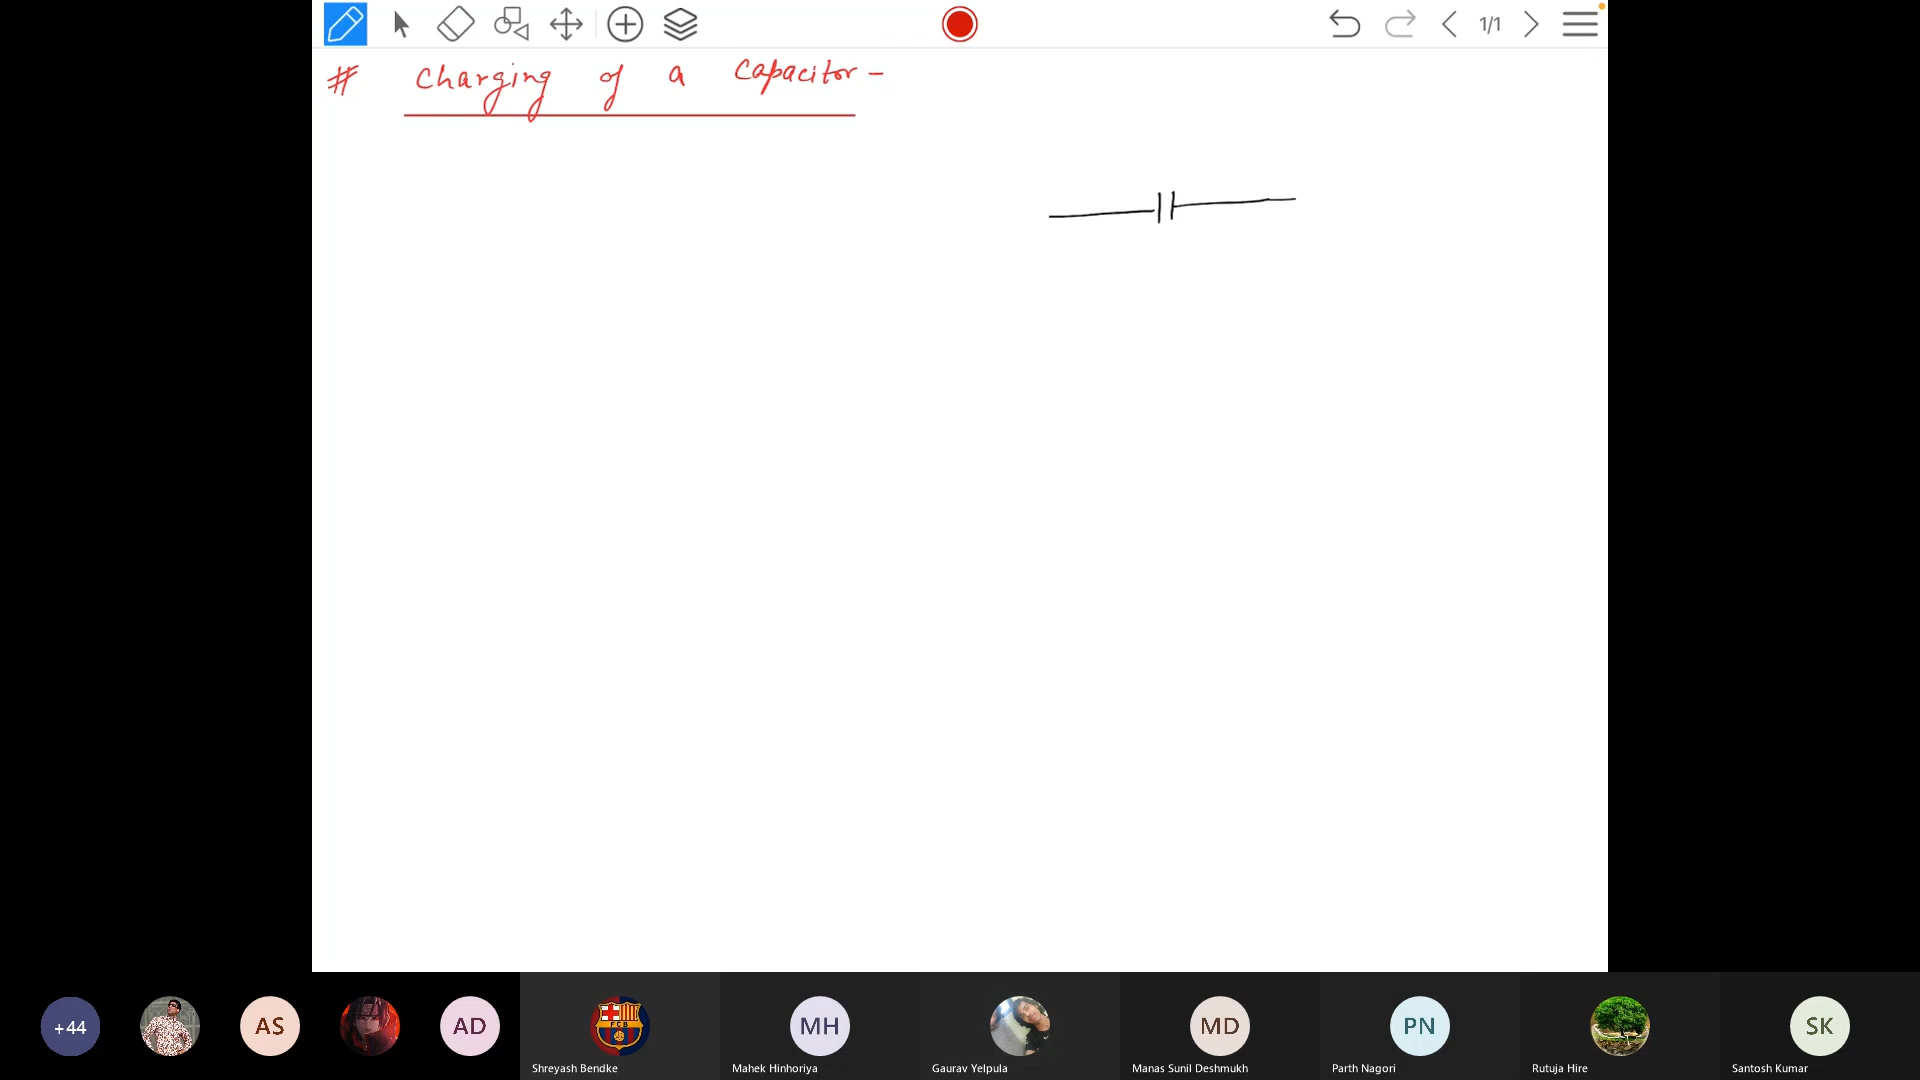 1/1
# Charging of a Capacitor -
+44
AS
AD
FCB
Shreyash Bendke
MH
Mahek Hinhoriya
Gaurav Yelpula
MD
Manas Sunil Deshmukh
PN
Parth Nagori
Rutuja Hire
SK
Santosh Kumar